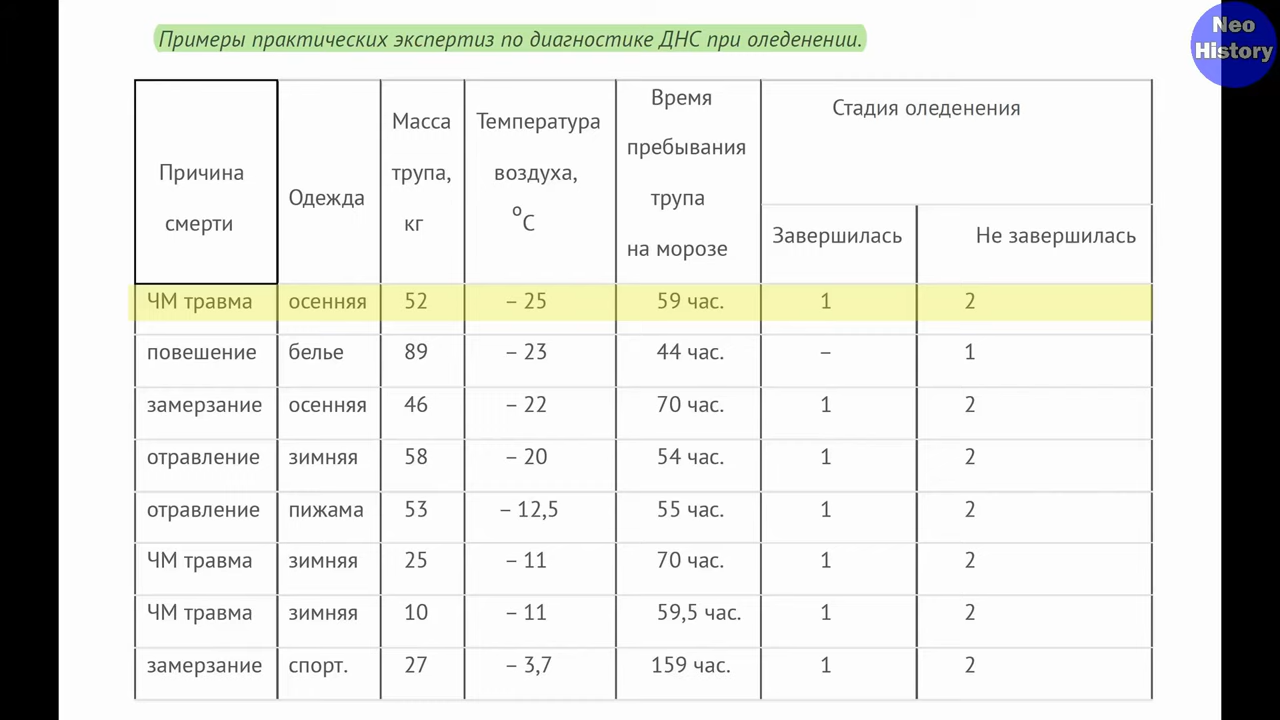 Примеры практических экспертиз по диагностике ДНС при оледенении.
Neo
History
Причина
смерти
Одежда
Масса
трупа,
кг
Температура
воздуха,
⁰С
Время
пребывания
трупа
на морозе
Стадия оледенения
Завершилась
Не завершилась
ЧМ травма осенняя 52 – 25 59 час. 1 2
повешение белье 89 – 23 44 час. – 1
замерзание осенняя 46 – 22 70 час. 1 2
отравление зимняя 58 – 20 54 час. 1 2
отравление пижама 53 – 12,5 55 час. 1 2
ЧМ травма зимняя 25 – 11 70 час. 1 2
ЧМ травма зимняя 10 – 11 59,5 час. 1 2
замерзание спорт. 27 – 3,7 159 час. 1 2